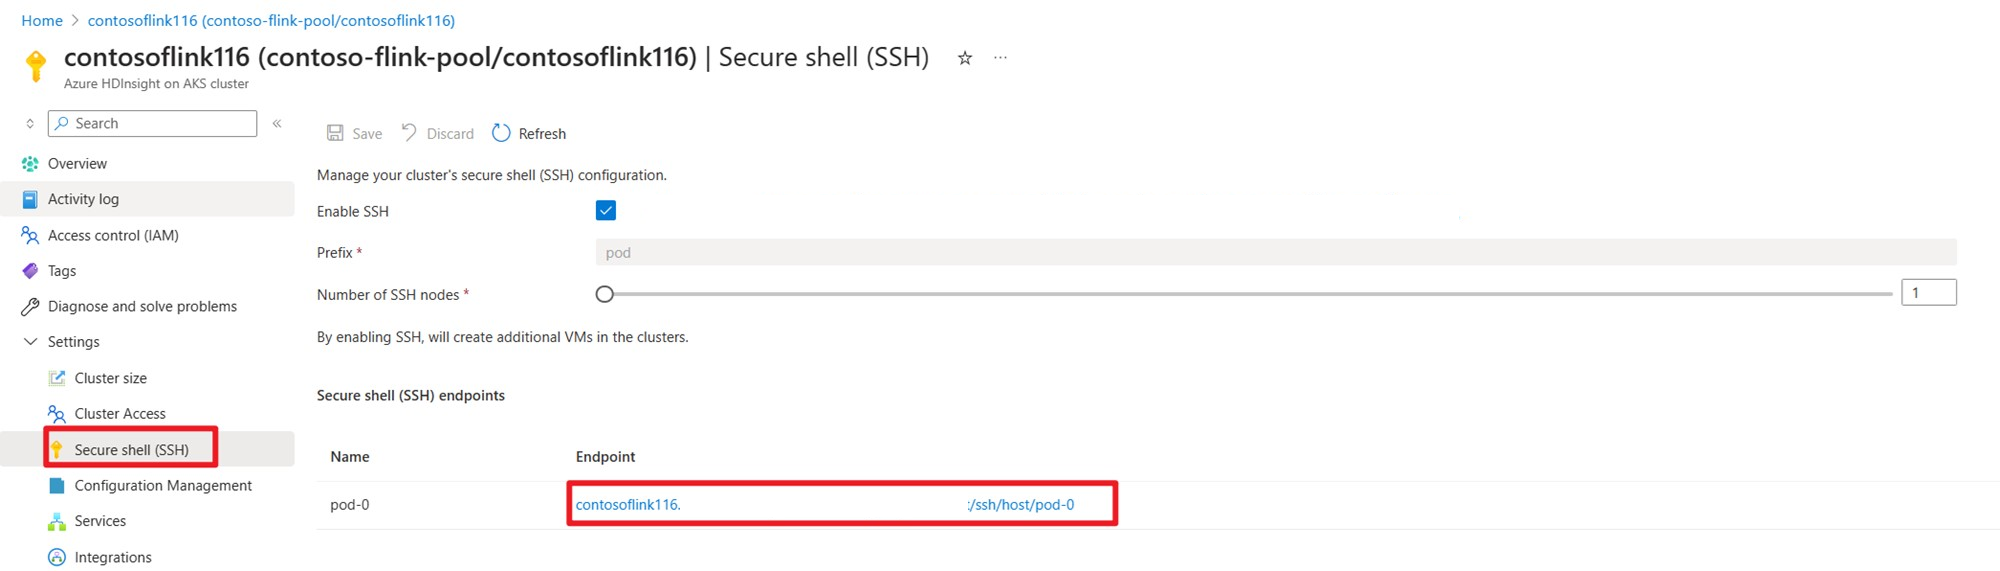 Home > contosoflink116 (contoso-flink-pool/contosoflink116)
contosoflink116 (contoso-flink-pool/contosoflink116) | Secure shell (SSH)
Azure HDInsight on AKS cluster
Search
Overview
Activity log
Access control (IAM)
Tags
Diagnose and solve problems
Settings
Cluster size
Cluster Access
Secure shell (SSH)
Configuration Management
Services
Integrations
Save Discard Refresh
Manage your cluster's secure shell (SSH) configuration.
Enable SSH
Prefix * pod
Number of SSH nodes * 1
By enabling SSH, will create additional VMs in the clusters.
Secure shell (SSH) endpoints
Name Endpoint
pod-0 contosoflink116. :/ssh/host/pod-0